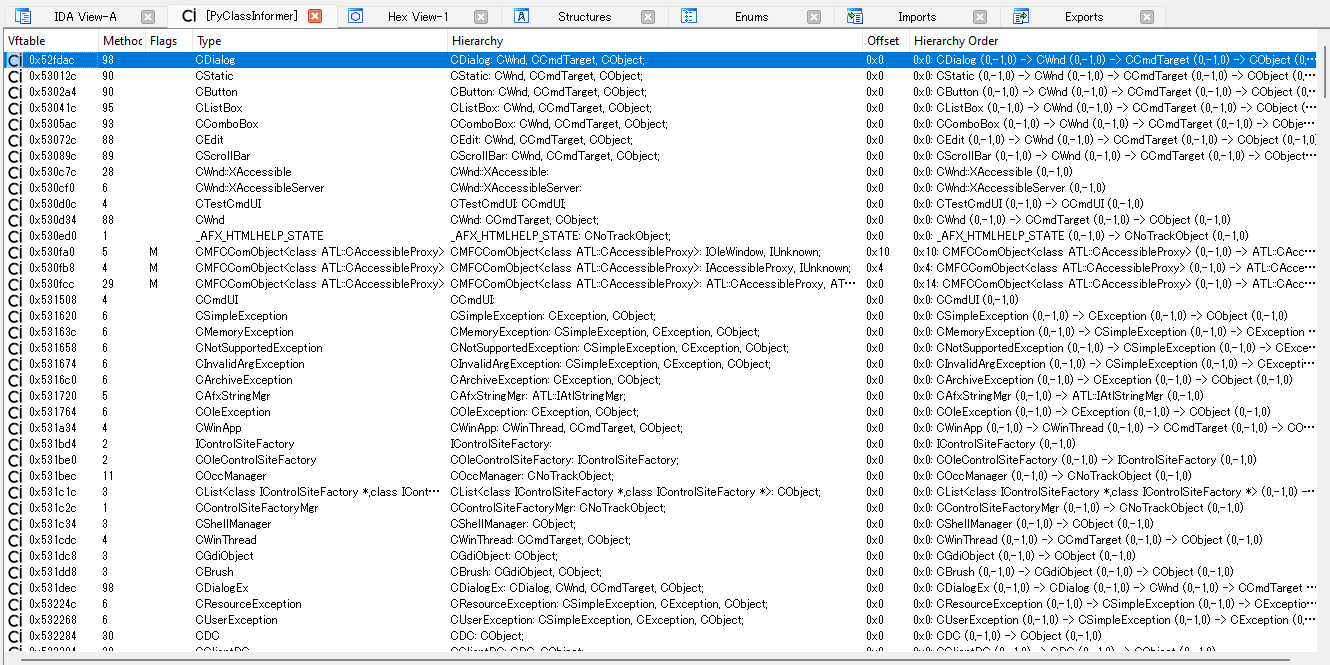 IDA View-A Ci [PyClassInformer] Hex View-1 Structures Enums Imports Exports
Vftable Methoc Flags Type Hierarchy Offset Hierarchy Order
Ci 0x52fdac 98 CDialog CDialog: CWnd, CCmdTarget, CObject; 0x0 0x0: CDialog (0,-1,0) -> CWnd (0,-1,0) -> CCmdTarget (0,-1,0) -> CObject (0,···
Ci 0x53012c 90 CStatic CStatic: CWnd, CCmdTarget, CObject; 0x0 0x0: CStatic (0,-1,0) -> CWnd (0,-1,0) -> CCmdTarget (0,-1,0) -> CObject (0,···
Ci 0x5302a4 90 CButton CButton: CWnd, CCmdTarget, CObject; 0x0 0x0: CButton (0,-1,0) -> CWnd (0,-1,0) -> CCmdTarget (0,-1,0) -> CObject (0,···
Ci 0x53041c 95 CListBox CListBox: CWnd, CCmdTarget, CObject; 0x0 0x0: CListBox (0,-1,0) -> CWnd (0,-1,0) -> CCmdTarget (0,-1,0) -> CObject (···
Ci 0x5305ac 93 CComboBox CComboBox: CWnd, CCmdTarget, CObject; 0x0 0x0: CComboBox (0,-1,0) -> CWnd (0,-1,0) -> CCmdTarget (0,-1,0) -> CObje···
Ci 0x53072c 88 CEdit CEdit: CWnd, CCmdTarget, CObject; 0x0 0x0: CEdit (0,-1,0) -> CWnd (0,-1,0) -> CCmdTarget (0,-1,0) -> CObject (0,-1,
Ci 0x53089c 89 CScrollBar CScrollBar: CWnd, CCmdTarget, CObject; 0x0 0x0: CScrollBar (0,-1,0) -> CWnd (0,-1,0) -> CCmdTarget (0,-1,0) -> CObject···
Ci 0x530c7c 28 CWnd::XAccessible CWnd::XAccessible: 0x0 0x0: CWnd::XAccessible (0,-1,0)
Ci 0x530cf0 6 CWnd::XAccessibleServer CWnd::XAccessibleServer: 0x0 0x0: CWnd::XAccessibleServer (0,-1,0)
Ci 0x530d0c 4 CTestCmdUI CTestCmdUI: CCmdUI; 0x0 0x0: CTestCmdUI (0,-1,0) -> CCmdUI (0,-1,0)
Ci 0x530d34 88 CWnd CWnd: CCmdTarget, CObject; 0x0 0x0: CWnd (0,-1,0) -> CCmdTarget (0,-1,0) -> CObject (0,-1,0)
Ci 0x530ed0 1 _AFX_HTMLHELP_STATE _AFX_HTMLHELP_STATE: CNoTrackObject; 0x0 0x0: _AFX_HTMLHELP_STATE (0,-1,0) -> CNoTrackObject (0,-1,0)
Ci 0x530fa0 5 M CMFCComObject<class ATL::CAccessibleProxy> CMFCComObject<class ATL::CAccessibleProxy>: IOleWindow, IUnknown; 0x10 0x10: CMFCComObject<class ATL::CAccessibleProxy> (0,-1,0) -> ATL::CAcc···
Ci 0x530fb8 4 M CMFCComObject<class ATL::CAccessibleProxy> CMFCComObject<class ATL::CAccessibleProxy>: IAccessibleProxy, IUnknown; 0x4 0x4: CMFCComObject<class ATL::CAccessibleProxy> (0,-1,0) -> ATL::CAcce···
Ci 0x530fcc 29 M CMFCComObject<class ATL::CAccessibleProxy> CMFCComObject<class ATL::CAccessibleProxy>: ATL::CAccessibleProxy, AT··· 0x0 0x14: CMFCComObject<class ATL::CAccessibleProxy> (0,-1,0) -> ATL::CAcc···
Ci 0x531508 4 CCmdUI CCmdUI: 0x0 0x0: CCmdUI (0,-1,0)
Ci 0x531620 6 CSimpleException CSimpleException: CException, CObject; 0x0 0x0: CSimpleException (0,-1,0) -> CException (0,-1,0) -> CObject (0,-1,0)
Ci 0x53163c 6 CMemoryException CMemoryException: CSimpleException, CException, CObject; 0x0 0x0: CMemoryException (0,-1,0) -> CSimpleException (0,-1,0) -> CException ···
Ci 0x531658 6 CNotSupportedException CNotSupportedException: CSimpleException, CException, CObject; 0x0 0x0: CNotSupportedException (0,-1,0) -> CSimpleException (0,-1,0) -> CExce···
Ci 0x531674 6 CInvalidArgException CInvalidArgException: CSimpleException, CException, CObject; 0x0 0x0: CInvalidArgException (0,-1,0) -> CSimpleException (0,-1,0) -> CExcepti···
Ci 0x5316c0 6 CArchiveException CArchiveException: CException, CObject; 0x0 0x0: CArchiveException (0,-1,0) -> CException (0,-1,0) -> CObject (0,-1,0)
Ci 0x531720 5 CAfxStringMgr CAfxStringMgr: ATL::IAtlStringMgr; 0x0 0x0: CAfxStringMgr (0,-1,0) -> ATL::IAtlStringMgr (0,-1,0)
Ci 0x531764 6 COleException COleException: CException, CObject; 0x0 0x0: COleException (0,-1,0) -> CException (0,-1,0) -> CObject (0,-1,0)
Ci 0x531a34 4 CWinApp CWinApp: CWinThread, CCmdTarget, CObject; 0x0 0x0: CWinApp (0,-1,0) -> CWinThread (0,-1,0) -> CCmdTarget (0,-1,0) -> CO···
Ci 0x531bd4 2 IControlSiteFactory IControlSiteFactory: 0x0 0x0: IControlSiteFactory (0,-1,0)
Ci 0x531be0 2 COleControlSiteFactory COleControlSiteFactory: IControlSiteFactory; 0x0 0x0: COleControlSiteFactory (0,-1,0) -> IControlSiteFactory (0,-1,0)
Ci 0x531bec 11 COccManager COccManager: CNoTrackObject; 0x0 0x0: COccManager (0,-1,0) -> CNoTrackObject (0,-1,0)
Ci 0x531c1c 3 CList<class IControlSiteFactory *,class ICont··· CList<class IControlSiteFactory *,class IControlSiteFactory *>: CObject; 0x0 0x0: CList<class IControlSiteFactory *,class IControlSiteFactory *> (0,-1,0) -···
Ci 0x531c2c 1 CControlSiteFactoryMgr CControlSiteFactoryMgr: CNoTrackObject; 0x0 0x0: CControlSiteFactoryMgr (0,-1,0) -> CNoTrackObject (0,-1,0)
Ci 0x531c34 3 CShellManager CShellManager: CObject; 0x0 0x0: CShellManager (0,-1,0) -> CObject (0,-1,0)
Ci 0x531cdc 4 CWinThread CWinThread: CCmdTarget, CObject; 0x0 0x0: CWinThread (0,-1,0) -> CCmdTarget (0,-1,0) -> CObject (0,-1,0)
Ci 0x531dc8 3 CGdiObject CGdiObject: CObject; 0x0 0x0: CGdiObject (0,-1,0) -> CObject (0,-1,0)
Ci 0x531dd8 3 CBrush CBrush: CGdiObject, CObject; 0x0 0x0: CBrush (0,-1,0) -> CGdiObject (0,-1,0) -> CObject (0,-1,0)
Ci 0x531dec 98 CDialogEx CDialogEx: CDialog, CWnd, CCmdTarget, CObject; 0x0 0x0: CDialogEx (0,-1,0) -> CDialog (0,-1,0) -> CWnd (0,-1,0) -> CCmdTarget ···
Ci 0x53224c 6 CResourceException CResourceException: CSimpleException, CException, CObject; 0x0 0x0: CResourceException (0,-1,0) -> CSimpleException (0,-1,0) -> CExceptio···
Ci 0x532268 6 CUserException CUserException: CSimpleException, CException, CObject; 0x0 0x0: CUserException (0,-1,0) -> CSimpleException (0,-1,0) -> CException (0,···
Ci 0x532284 30 CDC CDC: CObject; 0x0 0x0: CDC (0,-1,0) -> CObject (0,-1,0)